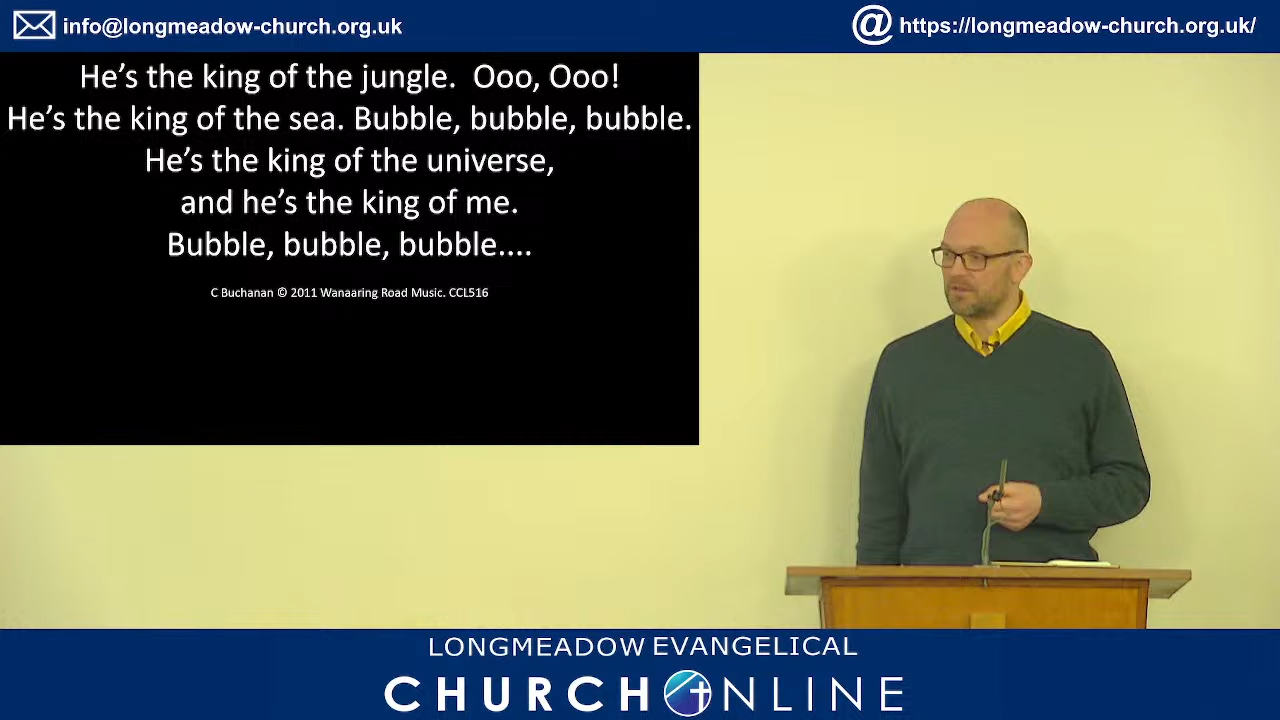 info@longmeadow-church.org.uk
@ https://longmeadow-church.org.uk/
He’s the king of the jungle.  Ooo, Ooo!
He’s the king of the sea. Bubble, bubble, bubble.
He’s the king of the universe,
and he’s the king of me.
Bubble, bubble, bubble....
C Buchanan © 2011 Wanaaring Road Music. CCL516
LONGMEADOW EVANGELICAL
CHURCH ONLINE